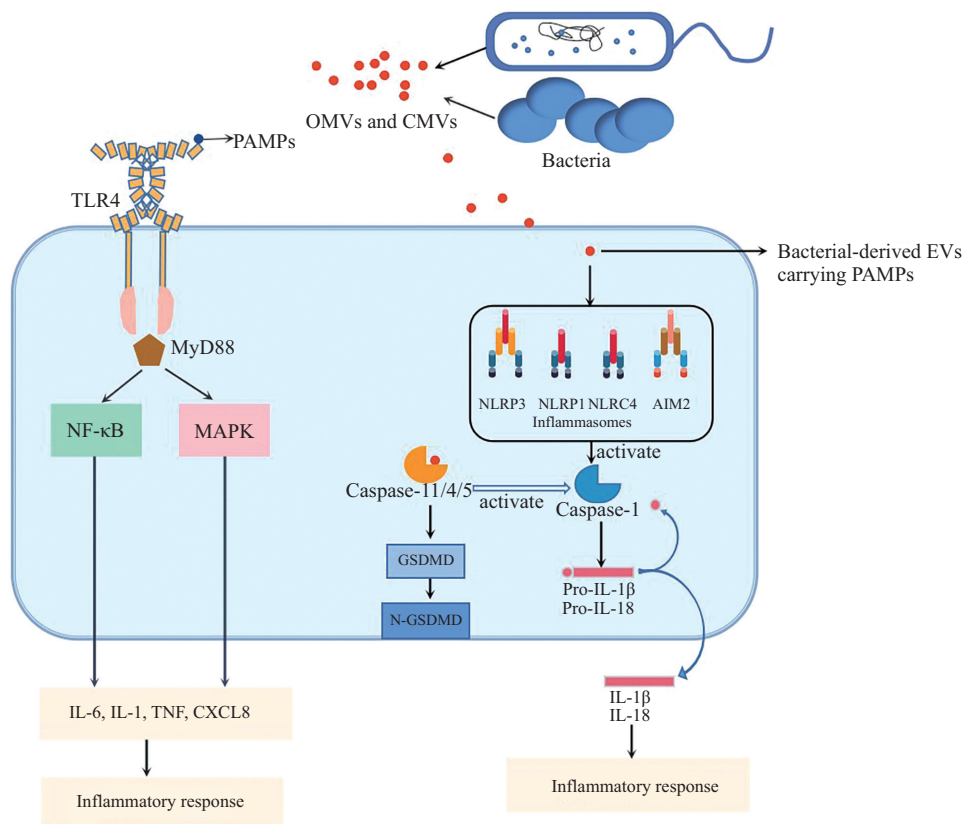 OMVs and CMVs
Bacteria
PAMPs
TLR4
Bacterial-derived EVs
carrying PAMPs
MyD88
NF-κB
MAPK
NLRP3
NLRP1
NLRC4
AIM2
Inflammasomes
activate
Caspase-11/4/5
activate
Caspase-1
GSDMD
N-GSDMD
Pro-IL-1β
Pro-IL-18
IL-1β
IL-18
IL-6, IL-1, TNF, CXCL8
Inflammatory response
Inflammatory response